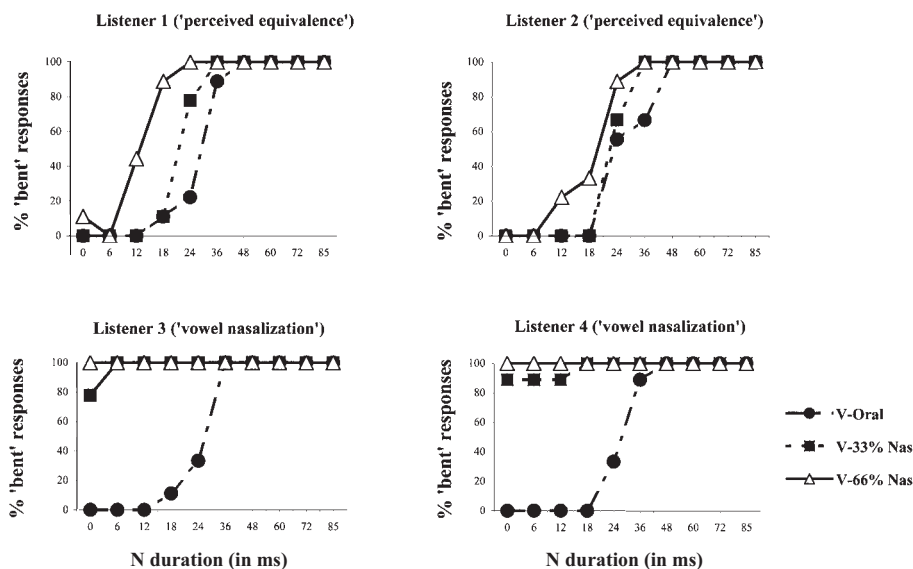 Listener 1 ('perceived equivalence')
% 'bent' responses
100
80
60
40
20
0
0 6 12 18 24 36 48 60 72 85
Listener 2 ('perceived equivalence')
% 'bent' responses
100
80
60
40
20
0
0 6 12 18 24 36 48 60 72 85
Listener 3 ('vowel nasalization')
% 'bent' responses
100
80
60
40
20
0
0 6 12 18 24 36 48 60 72 85
N duration (in ms)
Listener 4 ('vowel nasalization')
% 'bent' responses
100
80
60
40
20
0
0 6 12 18 24 36 48 60 72 85
N duration (in ms)
V-Oral
V-33% Nas
V-66% Nas